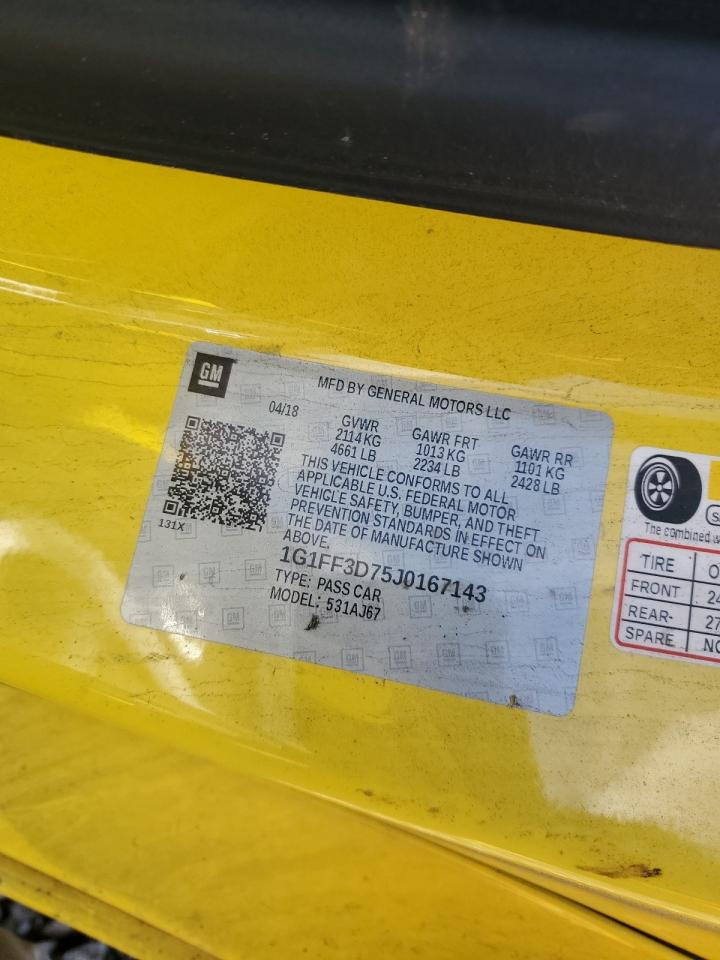 GM
MFD BY GENERAL MOTORS LLC
04/18
GVWR
2114 KG
4661 LB
GAWR FRT
1013 KG
2234 LB
GAWR RR
1101 KG
2428 LB
THIS VEHICLE CONFORMS TO ALL
APPLICABLE U.S. FEDERAL MOTOR
VEHICLE SAFETY, BUMPER, AND THEFT
PREVENTION STANDARDS IN EFFECT ON
THE DATE OF MANUFACTURE SHOWN
ABOVE.
131X
1G1FF3D75J0167143
TYPE: PASS CAR
MODEL: 531AJ67
The combined
TIRE
FRONT 24
REAR 27
SPARE